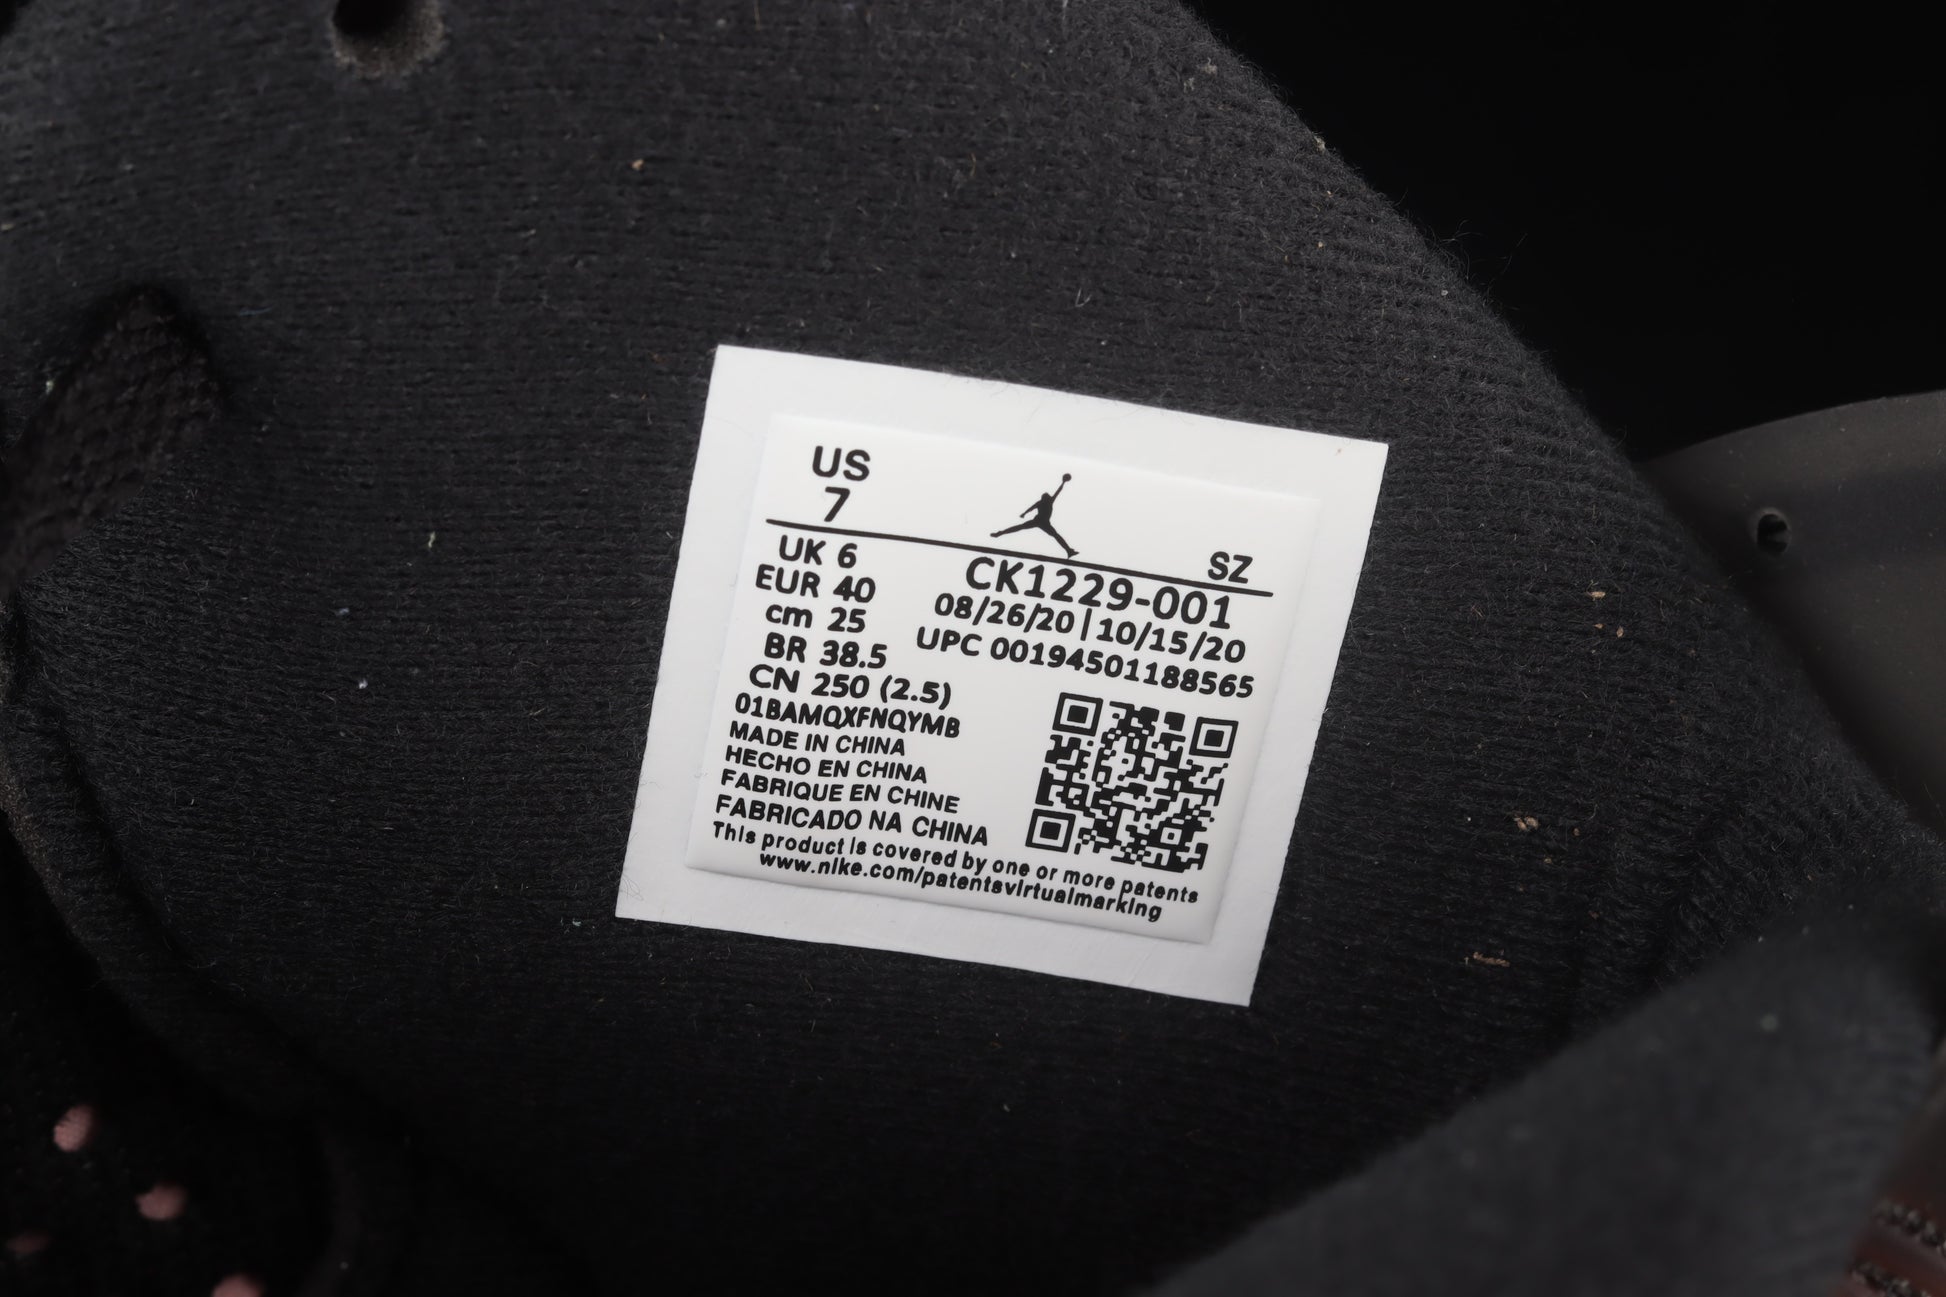 US
7
SZ
UK 6
EUR 40
cm 25
BR 38.5
CN 250 (2.5)
CK1229-001
08/26/20|10/15/20
UPC 00194501188565
01BAMQXFNQYMB
MADE IN CHINA
HECHO EN CHINA
FABRIQUE EN CHINE
FABRICADO NA CHINA
This product is covered by one or more patents
www.nike.com/patentsvirtualmarking